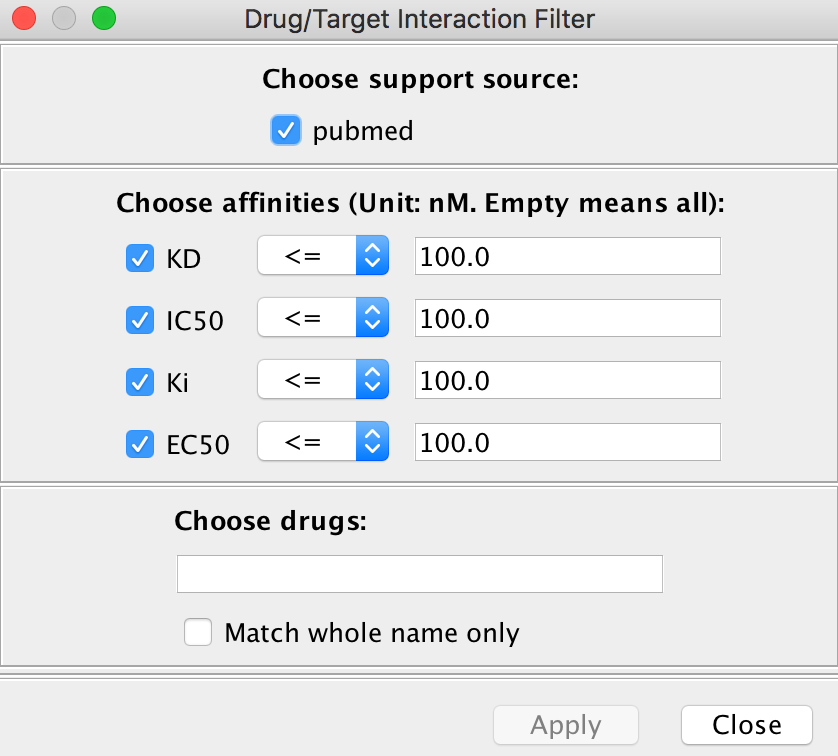 Drug/Target Interaction Filter
Choose support source:
pubmed
Choose affinities (Unit: nM. Empty means all):
KD <= 100.0
IC50 <= 100.0
Ki <= 100.0
EC50 <= 100.0
Choose drugs:
Match whole name only
Apply Close